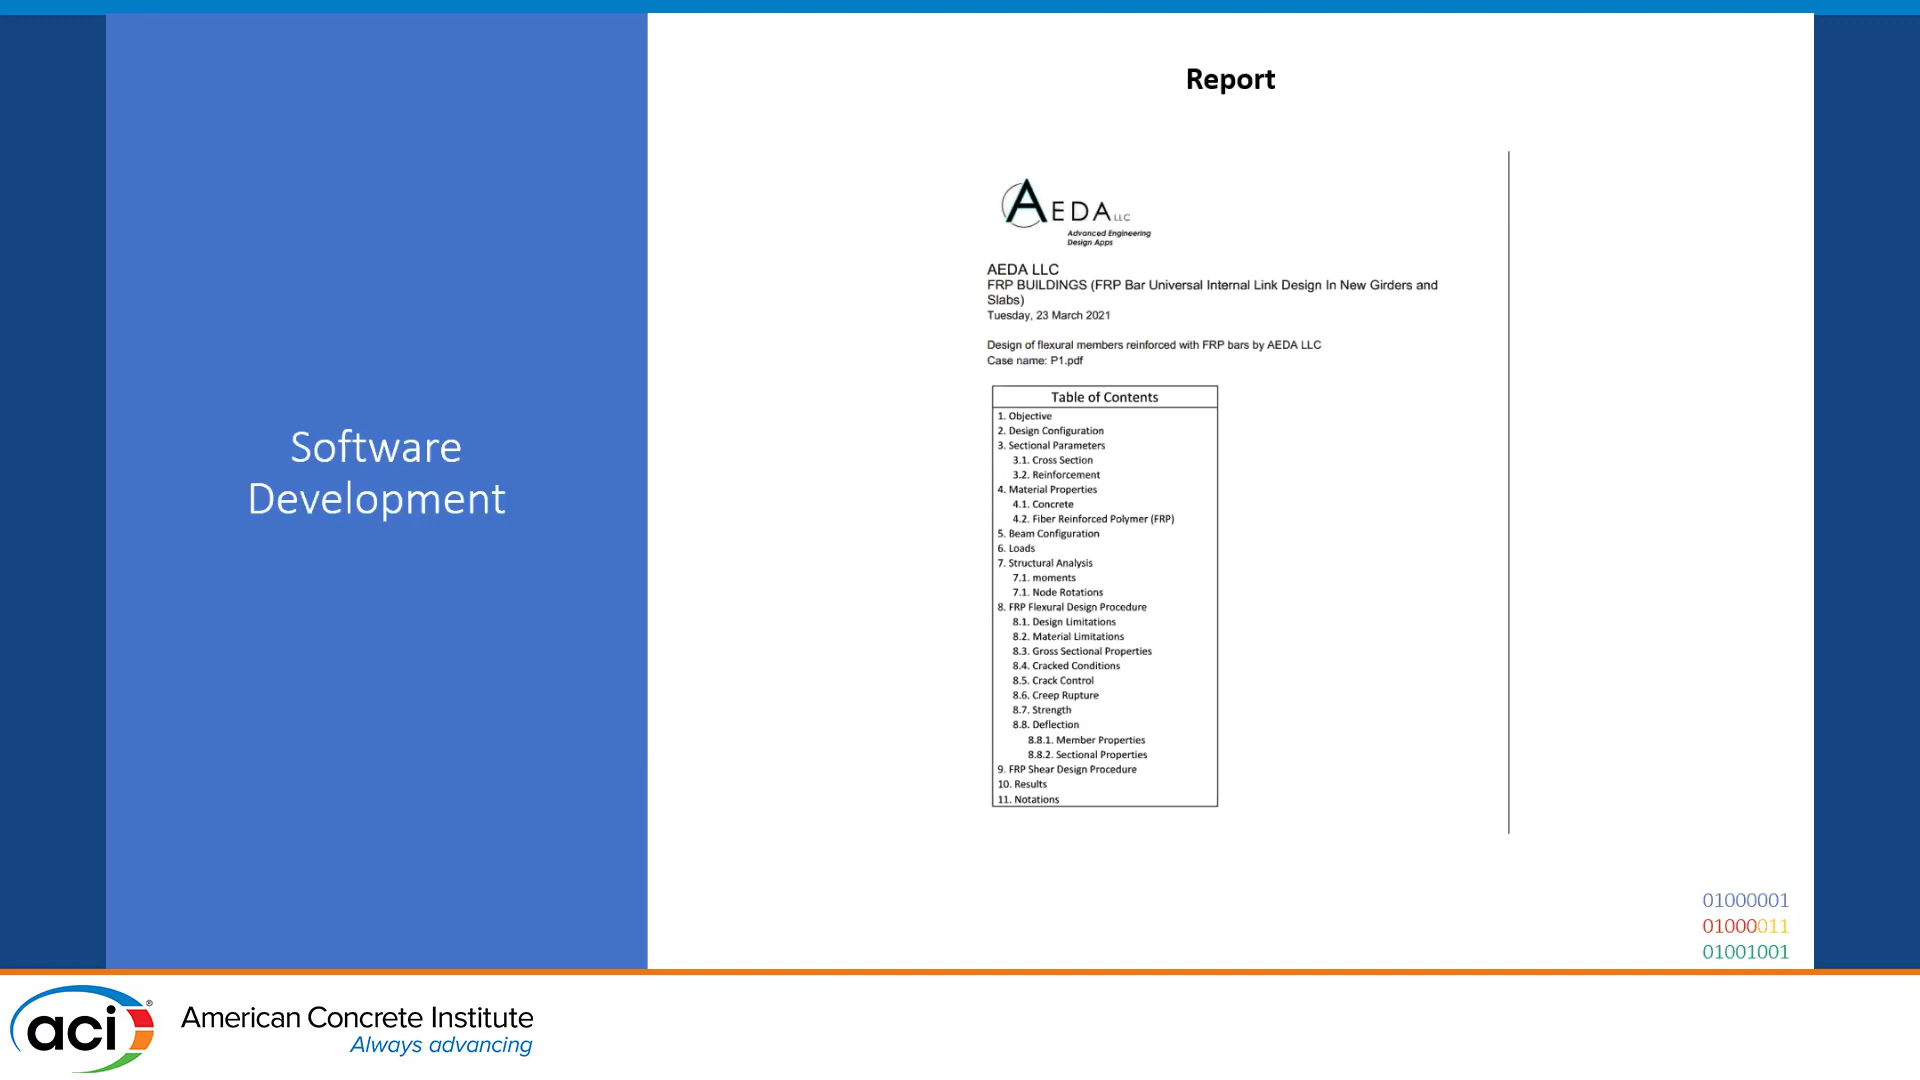 Software
Development
Report
AEDA LLC
Advanced Engineering
Design Apps
AEDA LLC
FRP BUILDINGS (FRP Bar Universal Internal Link Design In New Girders and
Slabs)
Tuesday, 23 March 2021
Design of flexural members reinforced with FRP bars by AEDA LLC
Case name: P1.pdf
Table of Contents
1. Objective
2. Design Configuration
3. Sectional Parameters
3.1. Cross Section
3.2. Reinforcement
4. Material Properties
4.1. Concrete
4.2. Fiber Reinforced Polymer (FRP)
5. Beam Configuration
6. Loads
7. Structural Analysis
7.1. moments
7.1. Node Rotations
8. FRP Flexural Design Procedure
8.1. Design Limitations
8.2. Material Limitations
8.3. Gross Sectional Properties
8.4. Cracked Conditions
8.5. Crack Control
8.6. Creep Rupture
8.7. Strength
8.8. Deflection
8.8.1. Member Properties
8.8.2. Sectional Properties
9. FRP Shear Design Procedure
10. Results
11. Notations
01000001
01000011
01001001
aci®
American Concrete Institute
Always advancing